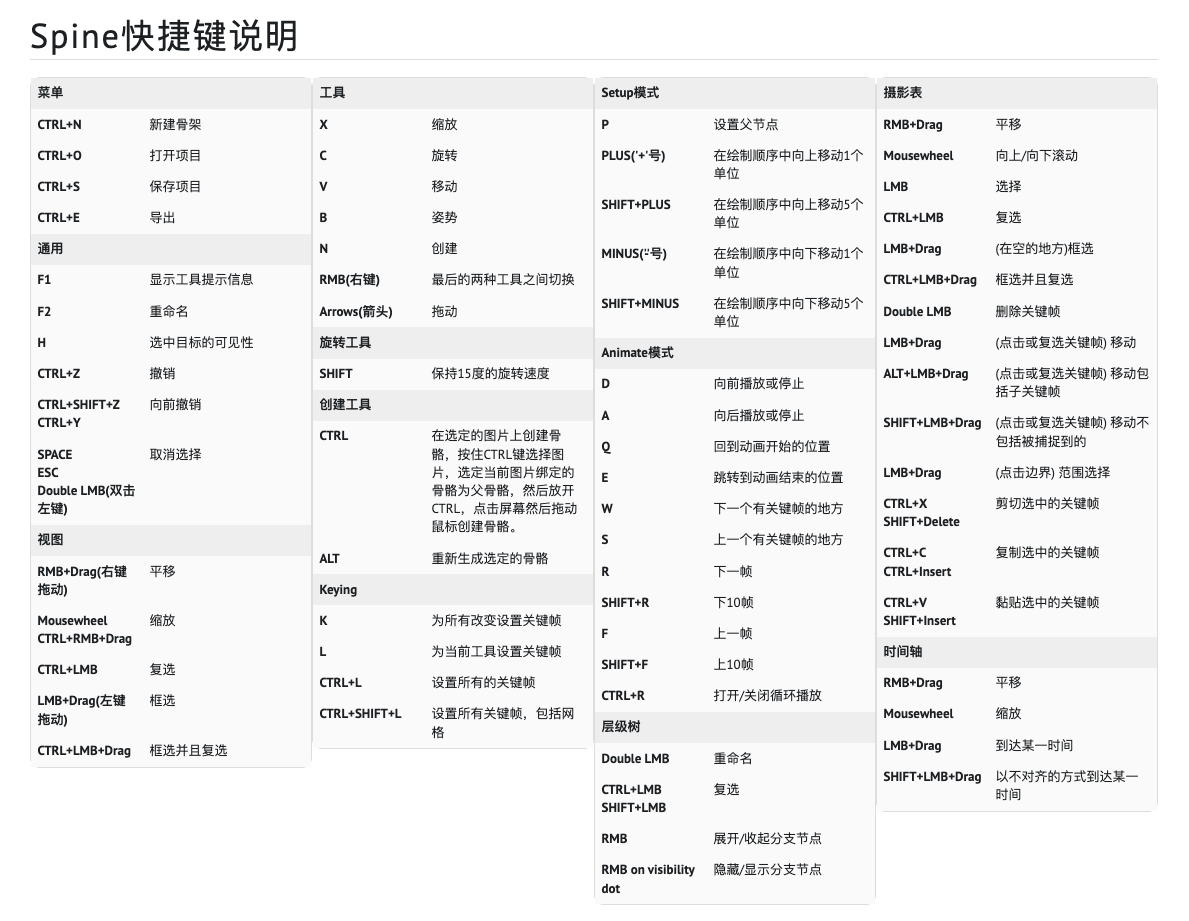 Spine快捷键说明
菜单
CTRL+N 新建骨架
CTRL+O 打开项目
CTRL+S 保存项目
CTRL+E 导出
通用
F1 显示工具提示信息
F2 重命名
H 选中目标的可见性
CTRL+Z 撤销
CTRL+SHIFT+Z 向前撤销
CTRL+Y
SPACE 取消选择
ESC
Double LMB(双击
左键)
视图
RMB+Drag(右键 平移
拖动)
Mousewheel 缩放
CTRL+RMB+Drag
CTRL+LMB 复选
LMB+Drag(左键 框选
拖动)
CTRL+LMB+Drag 框选并且复选
工具
X 缩放
C 旋转
V 移动
B 姿势
N 创建
RMB(右键) 最后的两种工具之间切换
Arrows(箭头) 拖动
旋转工具
SHIFT 保持15度的旋转速度
创建工具
CTRL 在选定的图片上创建骨
骼，按住CTRL键选择图
片，选定当前图片绑定的
骨骼为父骨骼，然后放开
CTRL，点击屏幕然后拖动
鼠标创建骨骼。
ALT 重新生成选定的骨骼
Keying
K 为所有改变设置关键帧
L 为当前工具设置关键帧
CTRL+L 设置所有的关键帧
CTRL+SHIFT+L 设置所有关键帧，包括网
格
Setup模式
P 设置父节点
PLUS('+'号) 在绘制顺序中向上移动1个
单位
SHIFT+PLUS 在绘制顺序中向上移动5个
单位
MINUS('-'号) 在绘制顺序中向下移动1个
单位
SHIFT+MINUS 在绘制顺序中向下移动5个
单位
Animate模式
D 向前播放或停止
A 向后播放或停止
Q 回到动画开始的位置
E 跳转到动画结束的位置
W 下一个有关键帧的地方
S 上一个有关键帧的地方
R 下一帧
SHIFT+R 下10帧
F 上一帧
SHIFT+F 上10帧
CTRL+R 打开/关闭循环播放
层级树
Double LMB 重命名
CTRL+LMB 复选
SHIFT+LMB
RMB 展开/收起分支节点
RMB on visibility 隐藏/显示分支节点
dot
摄影表
RMB+Drag 平移
Mousewheel 向上/向下滚动
LMB 选择
CTRL+LMB 复选
LMB+Drag (在空的地方)框选
CTRL+LMB+Drag 框选并且复选
Double LMB 删除关键帧
LMB+Drag (点击或复选关键帧) 移动
ALT+LMB+Drag (点击或复选关键帧) 移动包
括子关键帧
SHIFT+LMB+Drag (点击或复选关键帧) 移动不
包括被捕捉到的
LMB+Drag (点击边界) 范围选择
CTRL+X 剪切选中的关键帧
SHIFT+Delete
CTRL+C 复制选中的关键帧
CTRL+Insert
CTRL+V 黏贴选中的关键帧
SHIFT+Insert
时间轴
RMB+Drag 平移
Mousewheel 缩放
LMB+Drag 到达某一时间
SHIFT+LMB+Drag 以不对齐的方式到达某一
时间